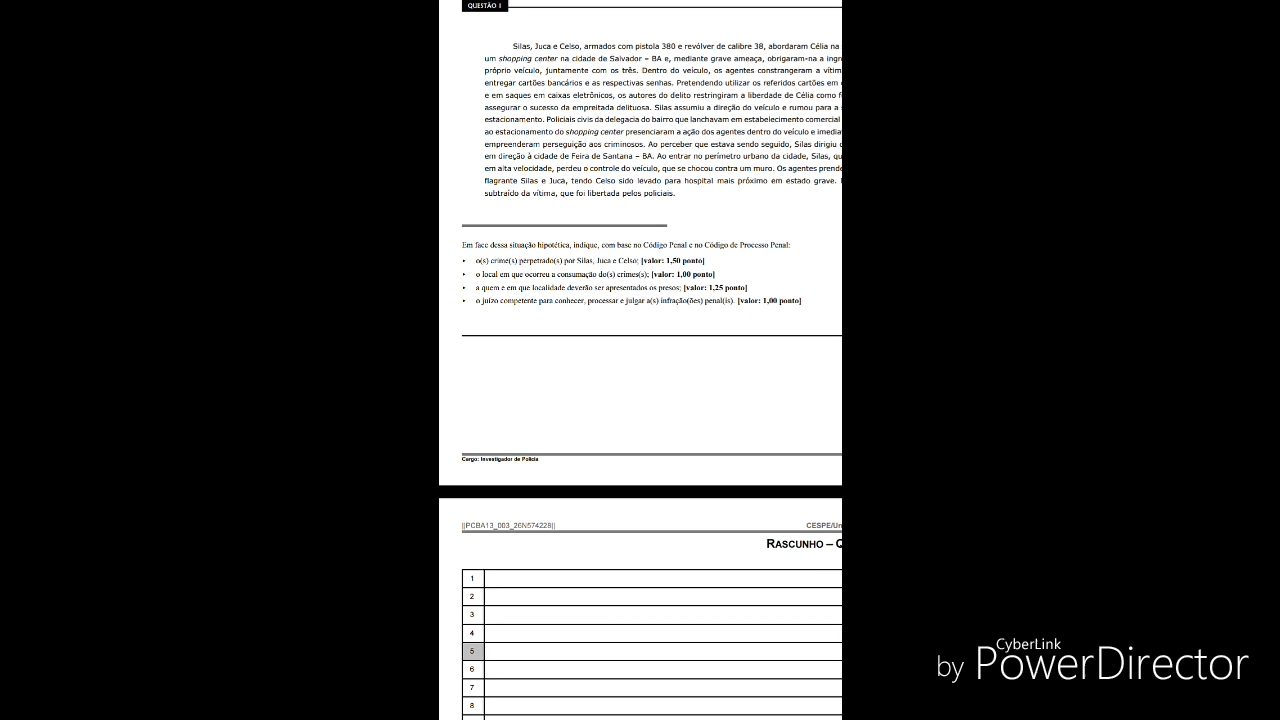 QUESTÃO 1
Silas, Juca e Celso, armados com pistola 380 e revólver de calibre 38, abordaram Célia na
um shopping center na cidade de Salvador – BA e, mediante grave ameaça, obrigaram-na a ingre
próprio veículo, juntamente com os três. Dentro do veículo, os agentes constrangeram a vítim
entregar cartões bancários e as respectivas senhas. Pretendendo utilizar os referidos cartões em
e em saques em caixas eletrônicos, os autores do delito restringiram a liberdade de Célia como f
assegurar o sucesso da empreitada delituosa. Silas assumiu a direção do veículo e rumou para a
estacionamento. Policiais civis da delegacia do bairro que lanchavam em estabelecimento comercial
ao estacionamento do shopping center presenciaram a ação dos agentes dentro do veículo e imedia
empreenderam perseguição aos criminosos. Ao perceber que estava sendo seguido, Silas dirigiu
em direção à cidade de Feira de Santana – BA. Ao entrar no perímetro urbano da cidade, Silas, qu
em alta velocidade, perdeu o controle do veículo, que se chocou contra um muro. Os agentes prende
flagrante Silas e Juca, tendo Celso sido levado para hospital mais próximo em estado grave.
subtraído da vítima, que foi libertada pelos policiais.
Em face dessa situação hipotética, indique, com base no Código Penal e no Código de Processo Penal:
‣ o(s) crime(s) perpetrado(s) por Silas, Juca e Celso; [valor: 1,50 ponto]
‣ o local em que ocorreu a consumação do(s) crimes(s); [valor: 1,00 ponto]
‣ a quem e em que localidade deverão ser apresentados os presos; [valor: 1,25 ponto]
‣ o juízo competente para conhecer, processar e julgar a(s) infração(ões) penal(is). [valor: 1,00 ponto]
Cargo: Investigador de Polícia
||PCBA13_003_26N574228|| CESPE/Un
RASCUNHO – Q
1
2
3
4
5
6
7
8
CyberLink
by PowerDirector